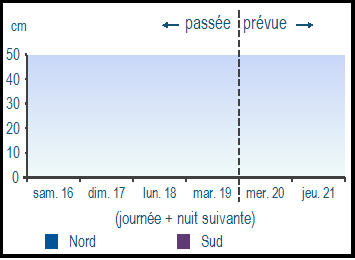 passée prévue
cm
50
40
30
20
10
0
sam. 16 dim. 17 lun. 18 mar. 19 mer. 20 jeu. 21
(journée + nuit suivante)
Nord Sud